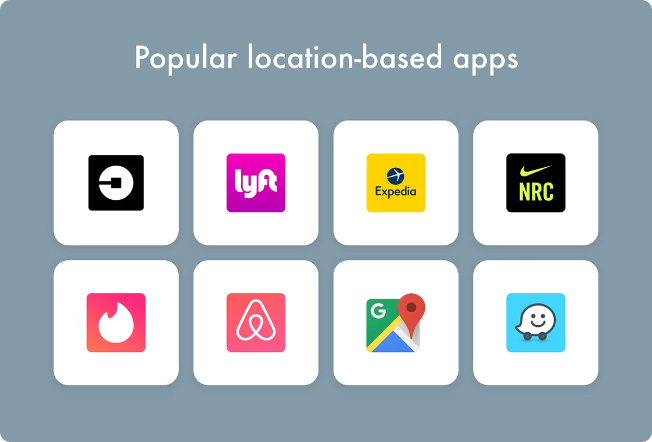 Popular location-based apps
lyft
Expedia
NRC
G